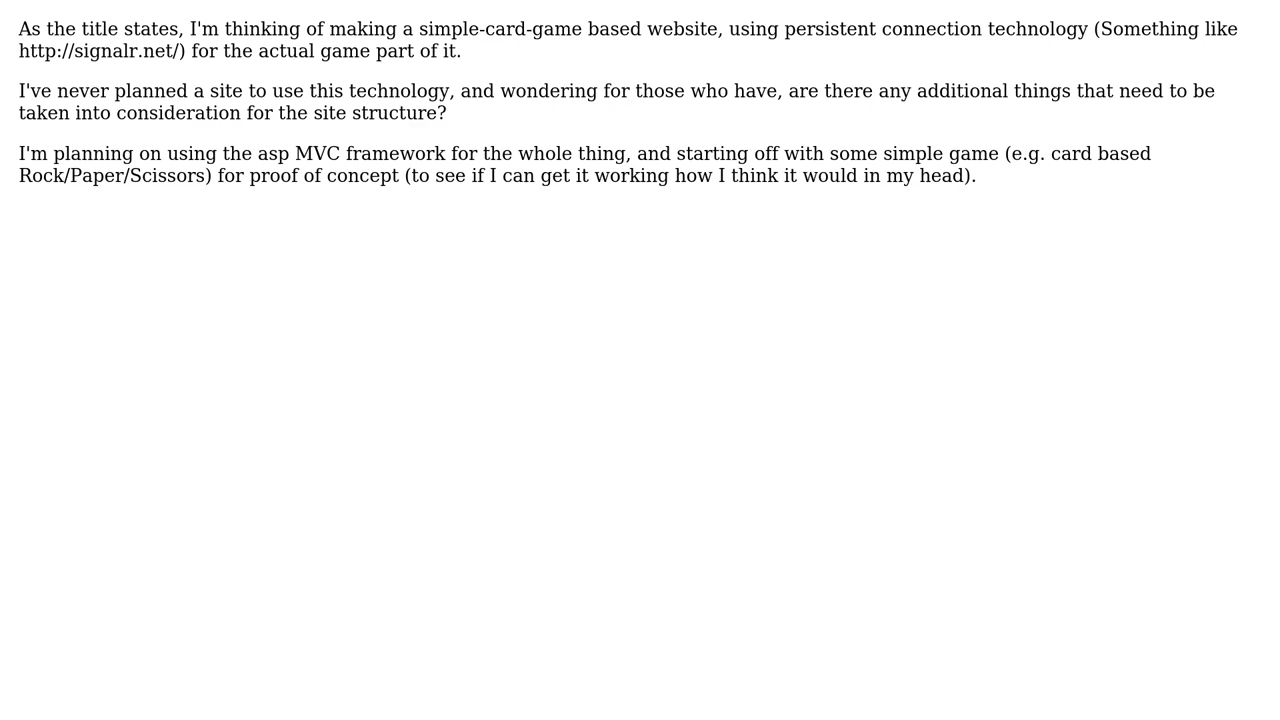 As the title states, I'm thinking of making a simple-card-game based website, using persistent connection technology (Something like
http://signalr.net/) for the actual game part of it.
I've never planned a site to use this technology, and wondering for those who have, are there any additional things that need to be
taken into consideration for the site structure?
I'm planning on using the asp MVC framework for the whole thing, and starting off with some simple game (e.g. card based
Rock/Paper/Scissors) for proof of concept (to see if I can get it working how I think it would in my head).